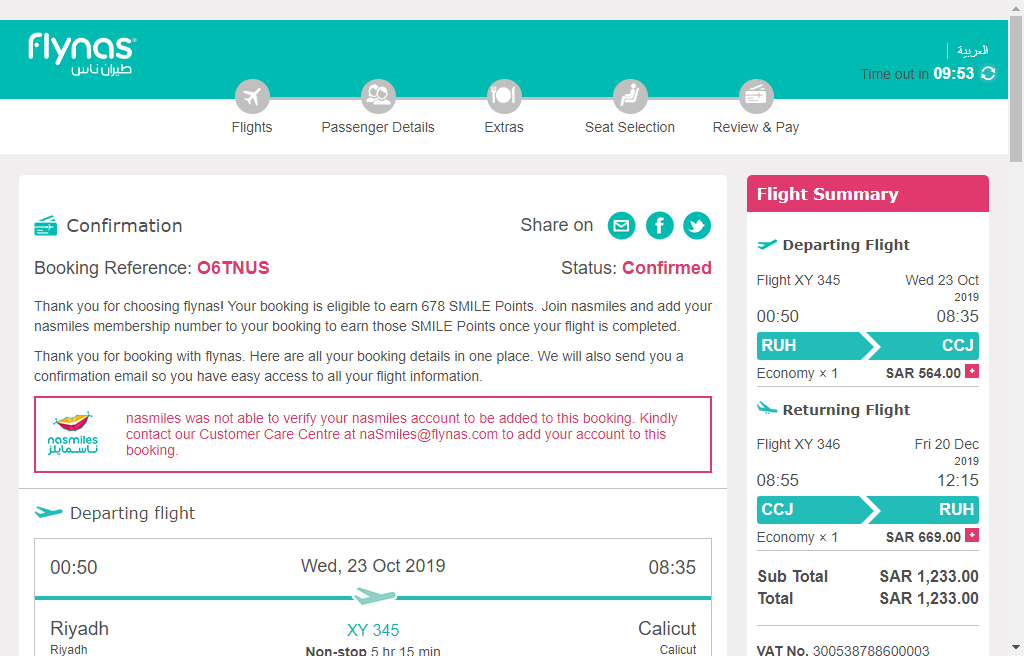 flynas
طيران ناس
العربية
Time out in 09:53
Flights
Passenger Details
Extras
Seat Selection
Review & Pay
Confirmation
Share on
Booking Reference: O6TNUS
Status: Confirmed
Thank you for choosing flynas! Your booking is eligible to earn 678 SMILE Points. Join nasmiles and add your
nasmiles membership number to your booking to earn those SMILE Points once your flight is completed.
Thank you for booking with flynas. Here are all your booking details in one place. We will also send you a
confirmation email so you have easy access to all your flight information.
nasmiles
ناسمايلز
nasmiles was not able to verify your nasmiles account to be added to this booking. Kindly
contact our Customer Care Centre at naSmiles@flynas.com to add your account to this
booking.
Departing flight
00:50
Wed, 23 Oct 2019
08:35
Riyadh
XY 345
Calicut
Riyadh
Non-stop 5 hr 15 min
Calicut
Flight Summary
Departing Flight
Flight XY 345
Wed 23 Oct
2019
00:50
08:35
RUH
CCJ
Economy × 1
SAR 564.00 +
Returning Flight
Flight XY 346
Fri 20 Dec
2019
08:55
12:15
CCJ
RUH
Economy × 1
SAR 669.00 +
Sub Total
SAR 1,233.00
Total
SAR 1,233.00
VAT No. 300538788600003